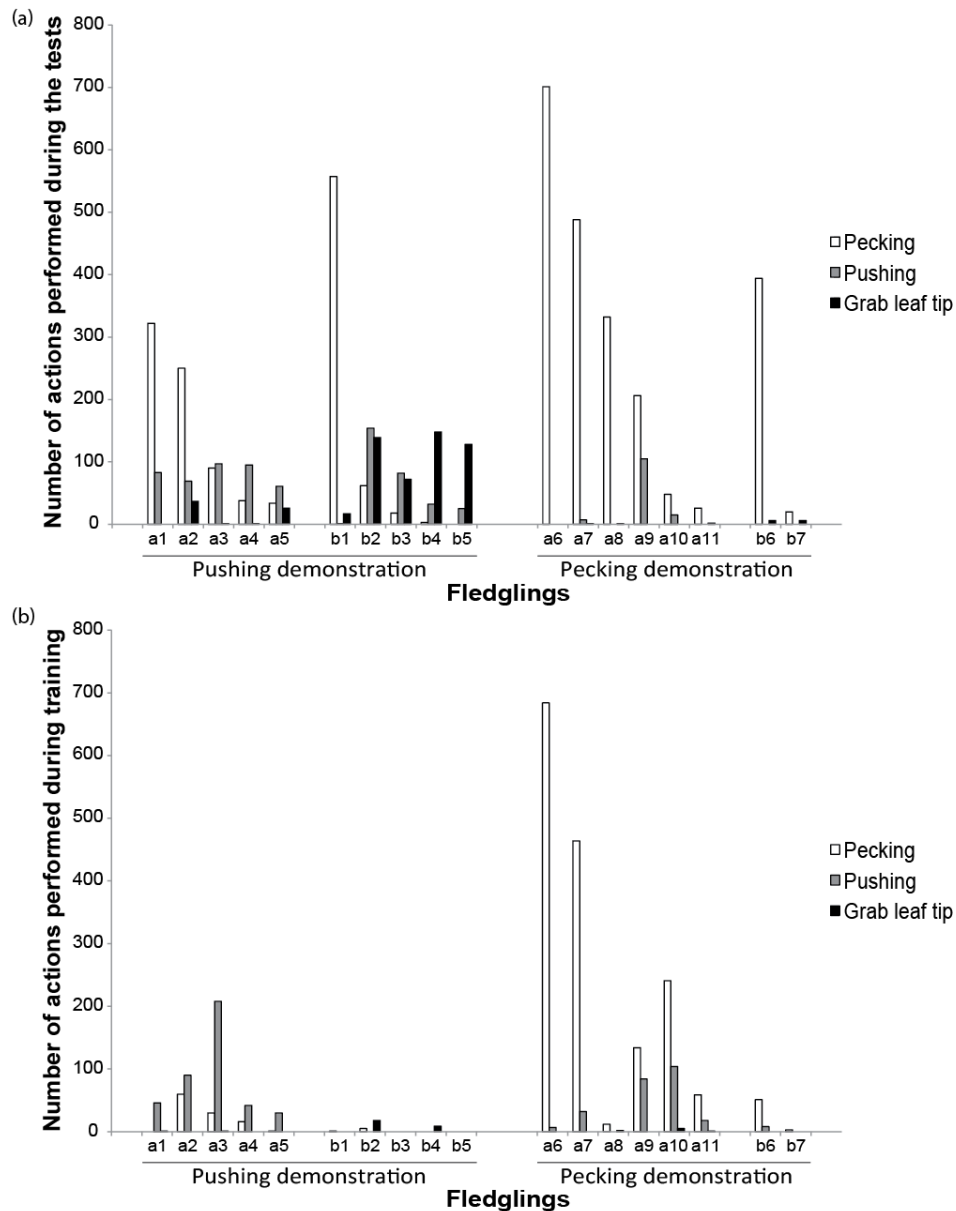 (a)
Number of actions performed during the tests
800
700
600
500
400
300
200
100
0
Pecking
Pushing
Grab leaf tip
a1 a2 a3 a4 a5 b1 b2 b3 b4 b5 a6 a7 a8 a9 a10 a11 b6 b7
Pushing demonstration Pecking demonstration
Fledglings
(b)
Number of actions performed during training
800
700
600
500
400
300
200
100
0
Pecking
Pushing
Grab leaf tip
a1 a2 a3 a4 a5 b1 b2 b3 b4 b5 a6 a7 a8 a9 a10 a11 b6 b7
Pushing demonstration Pecking demonstration
Fledglings